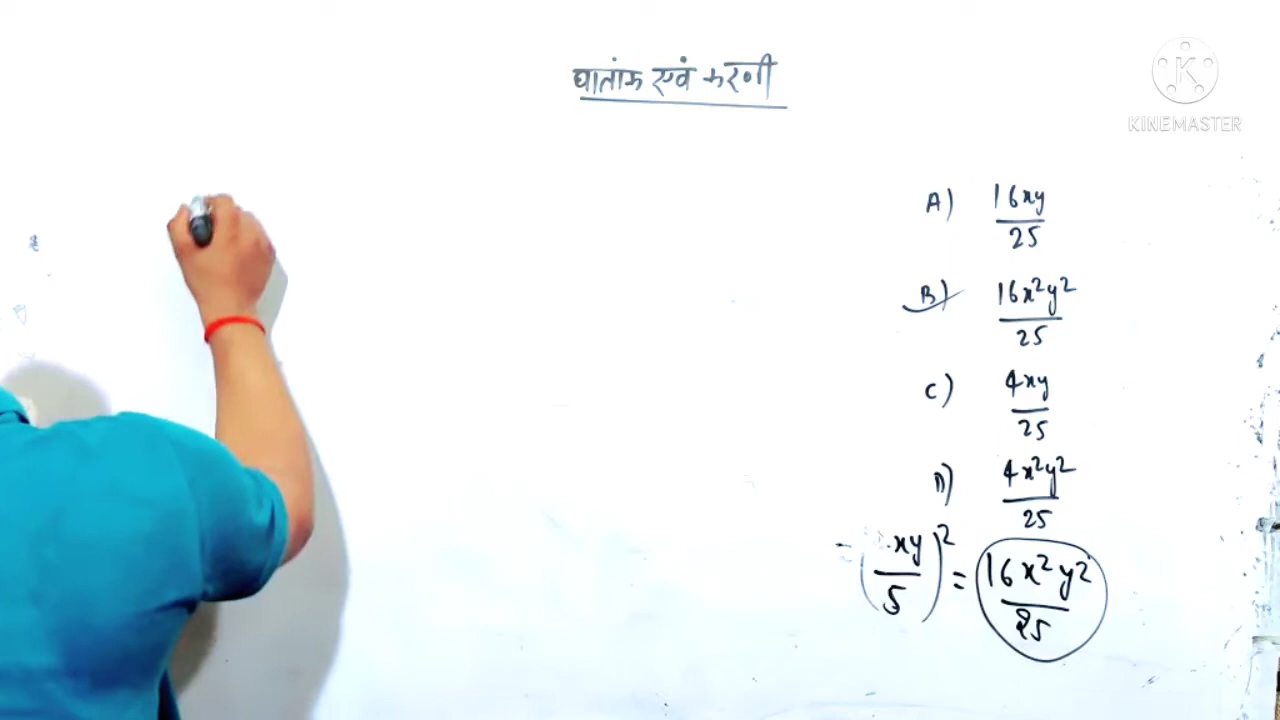 घातांक एवं करणी
KINEMASTER
A) 16xy/25
B) 16x²y²/25
C) 4xy/25
D) 4x²y²/25
xy/5)² = 16x²y²/25